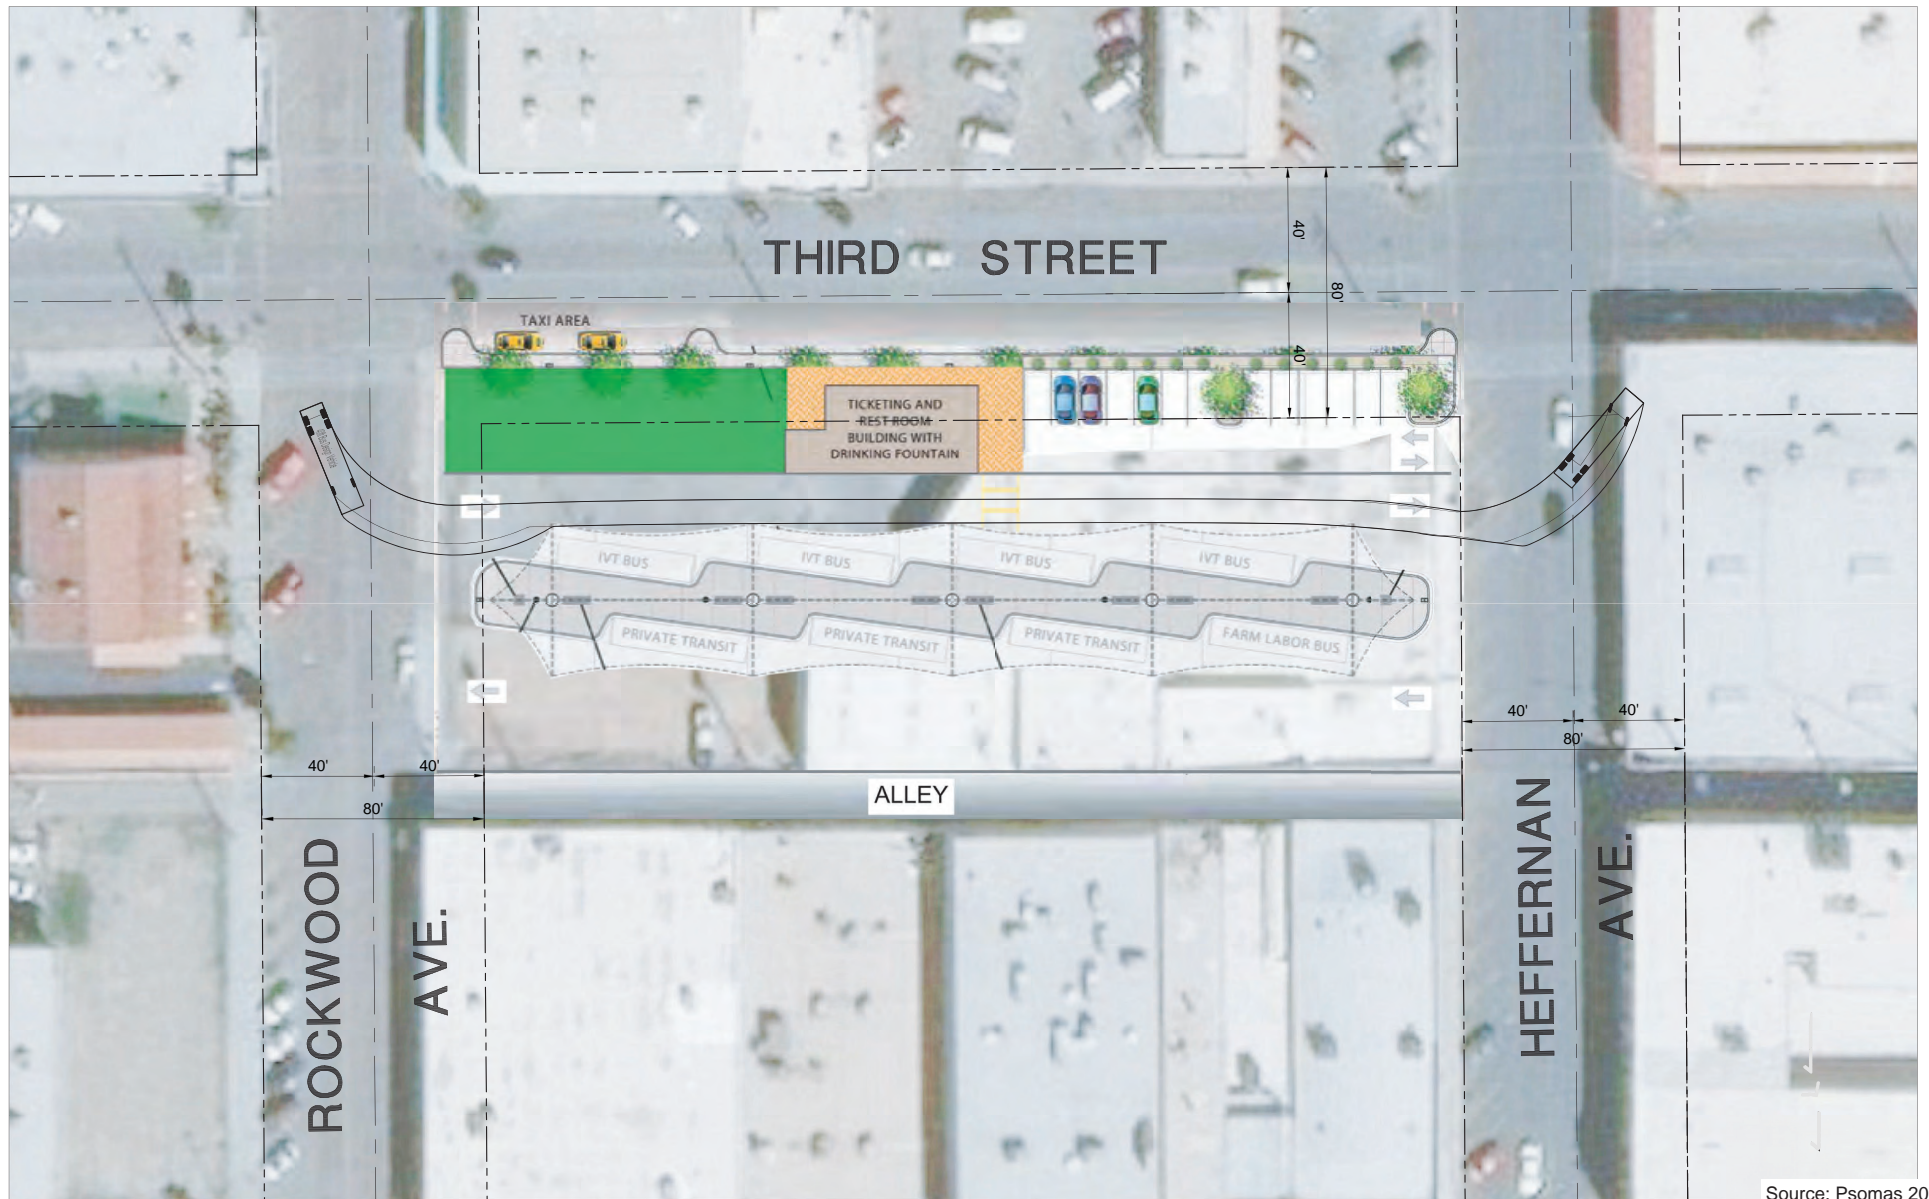 THIRD STREET
40'
80'
40'
TAXI AREA
TICKETING AND
REST ROOM
BUILDING WITH
DRINKING FOUNTAIN
IVT BUS
IVT BUS
IVT BUS
IVT BUS
PRIVATE TRANSIT
PRIVATE TRANSIT
PRIVATE TRANSIT
FARM LABOR BUS
40'
40'
80'
40'
40'
80'
ALLEY
ROCKWOOD
AVE.
HEFFERNAN
AVE.
Source: Psomas 20